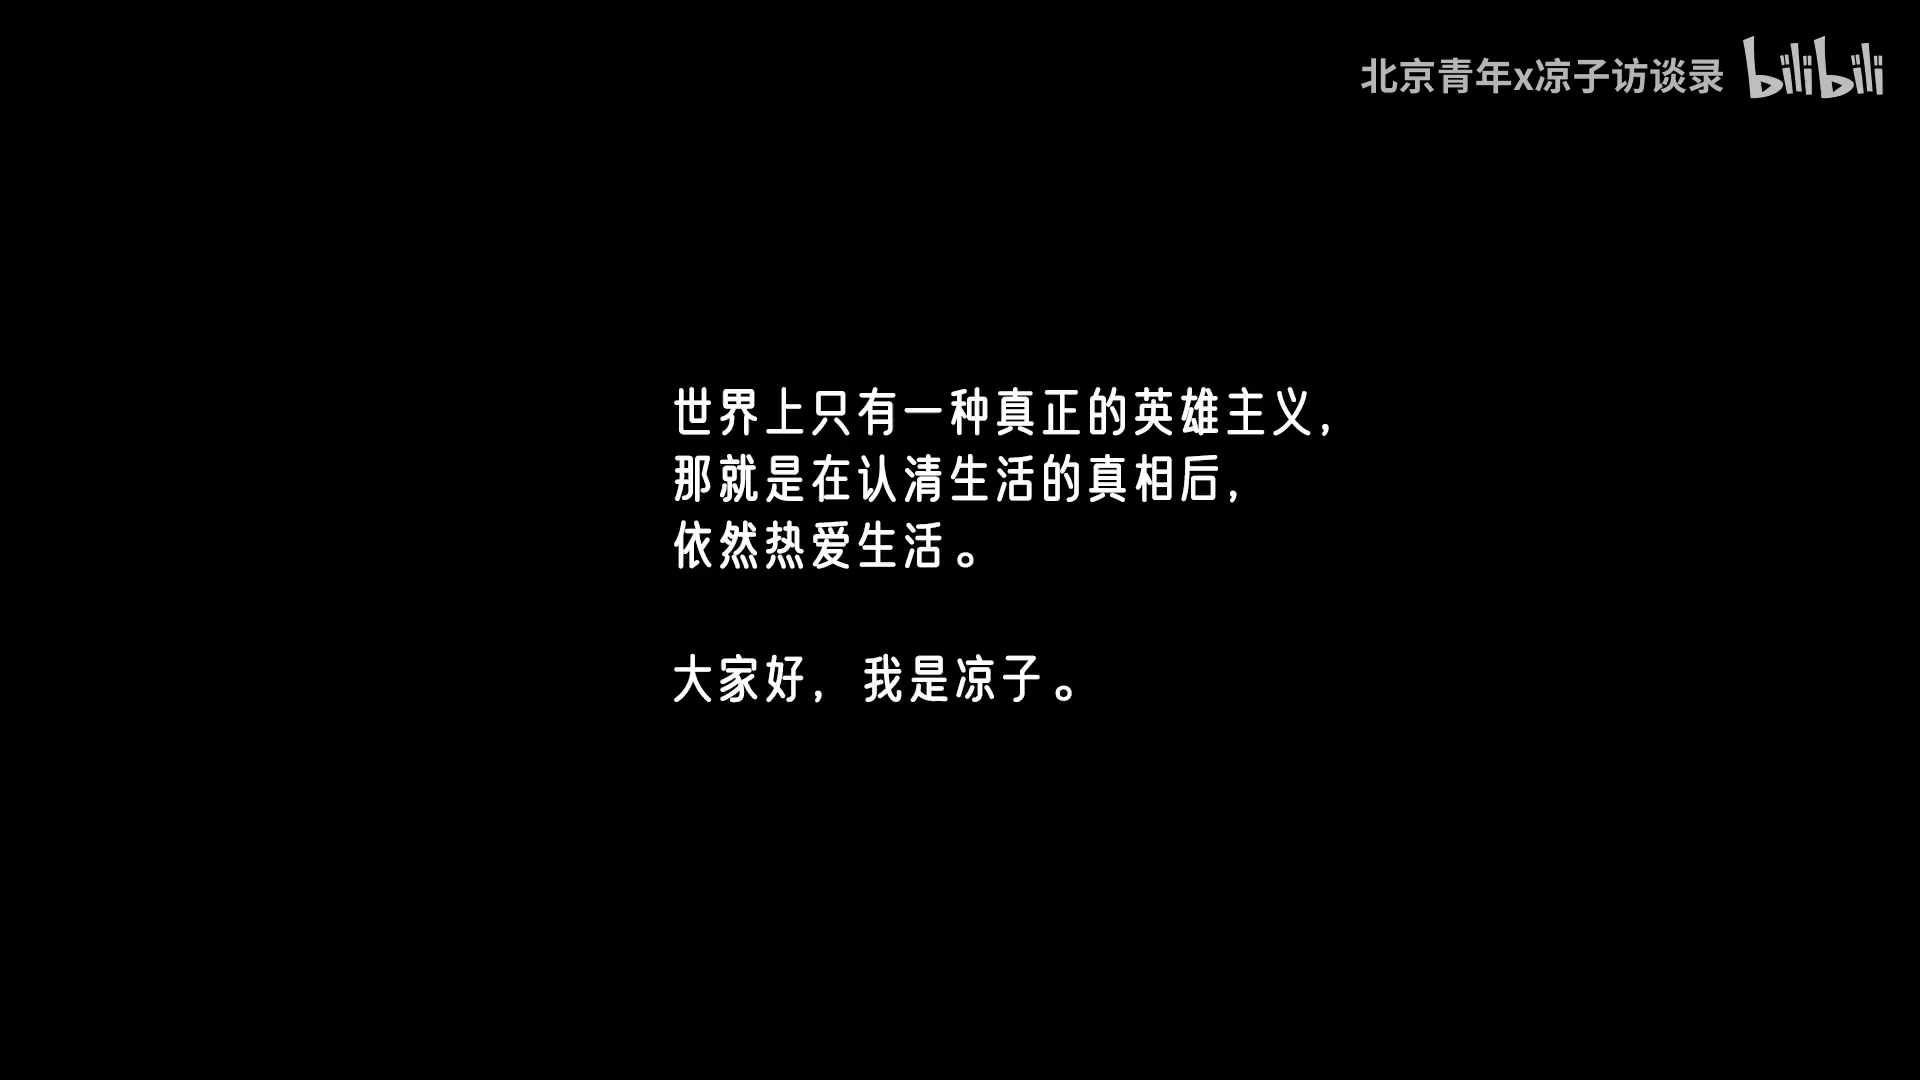 北京青年x凉子访谈录 bilibili
世界上只有一种真正的英雄主义，
那就是在认清生活的真相后，
依然热爱生活。
大家好，我是凉子。